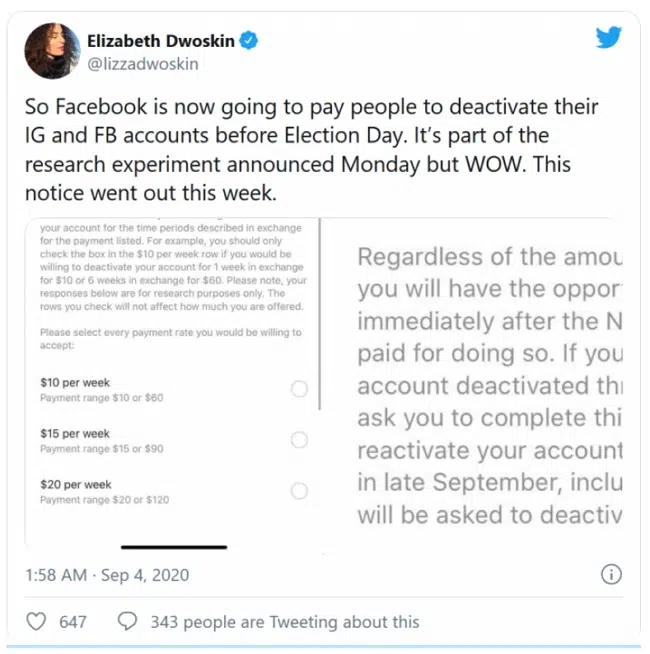 Elizabeth Dwoskin
@lizzadwoskin
So Facebook is now going to pay people to deactivate their
IG and FB accounts before Election Day. It's part of the
research experiment announced Monday but WOW. This
notice went out this week.
your account for the time periods described in exchange
for the payment listed. For example, you should only
check the box in the $10 per week row if you would be
willing to deactivate your account for 1 week in exchange
for $10 or 6 weeks in exchange for $60. Please note, your
responses below are for research purposes only. The
rows you check will not affect how much you are offered.
Please select every payment rate you would be willing to
accept:
$10 per week
Payment range $10 or $60
$15 per week
Payment range $15 or $90
$20 per week
Payment range $20 or $120
Regardless of the amou
you will have the oppor
immediately after the N
paid for doing so. If you
account deactivated thr
ask you to complete thi
reactivate your account
in late September, inclu
will be asked to deactiv
1:58 AM · Sep 4, 2020
647
343 people are Tweeting about this